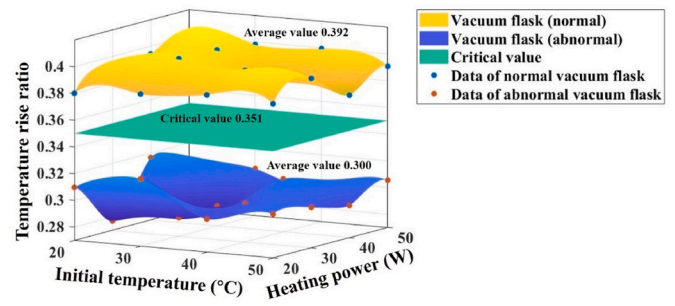 Average value 0.392
Vacuum flask (normal)
Vacuum flask (abnormal)
Critical value
Data of normal vacuum flask
Data of abnormal vacuum flask
Temperature rise ratio
0.4
0.38
0.36
0.34
0.32
0.3
0.28
Critical value 0.351
Average value 0.300
20
30
40
50
Initial temperature (°C)
20
30
40
50
Heating power (W)